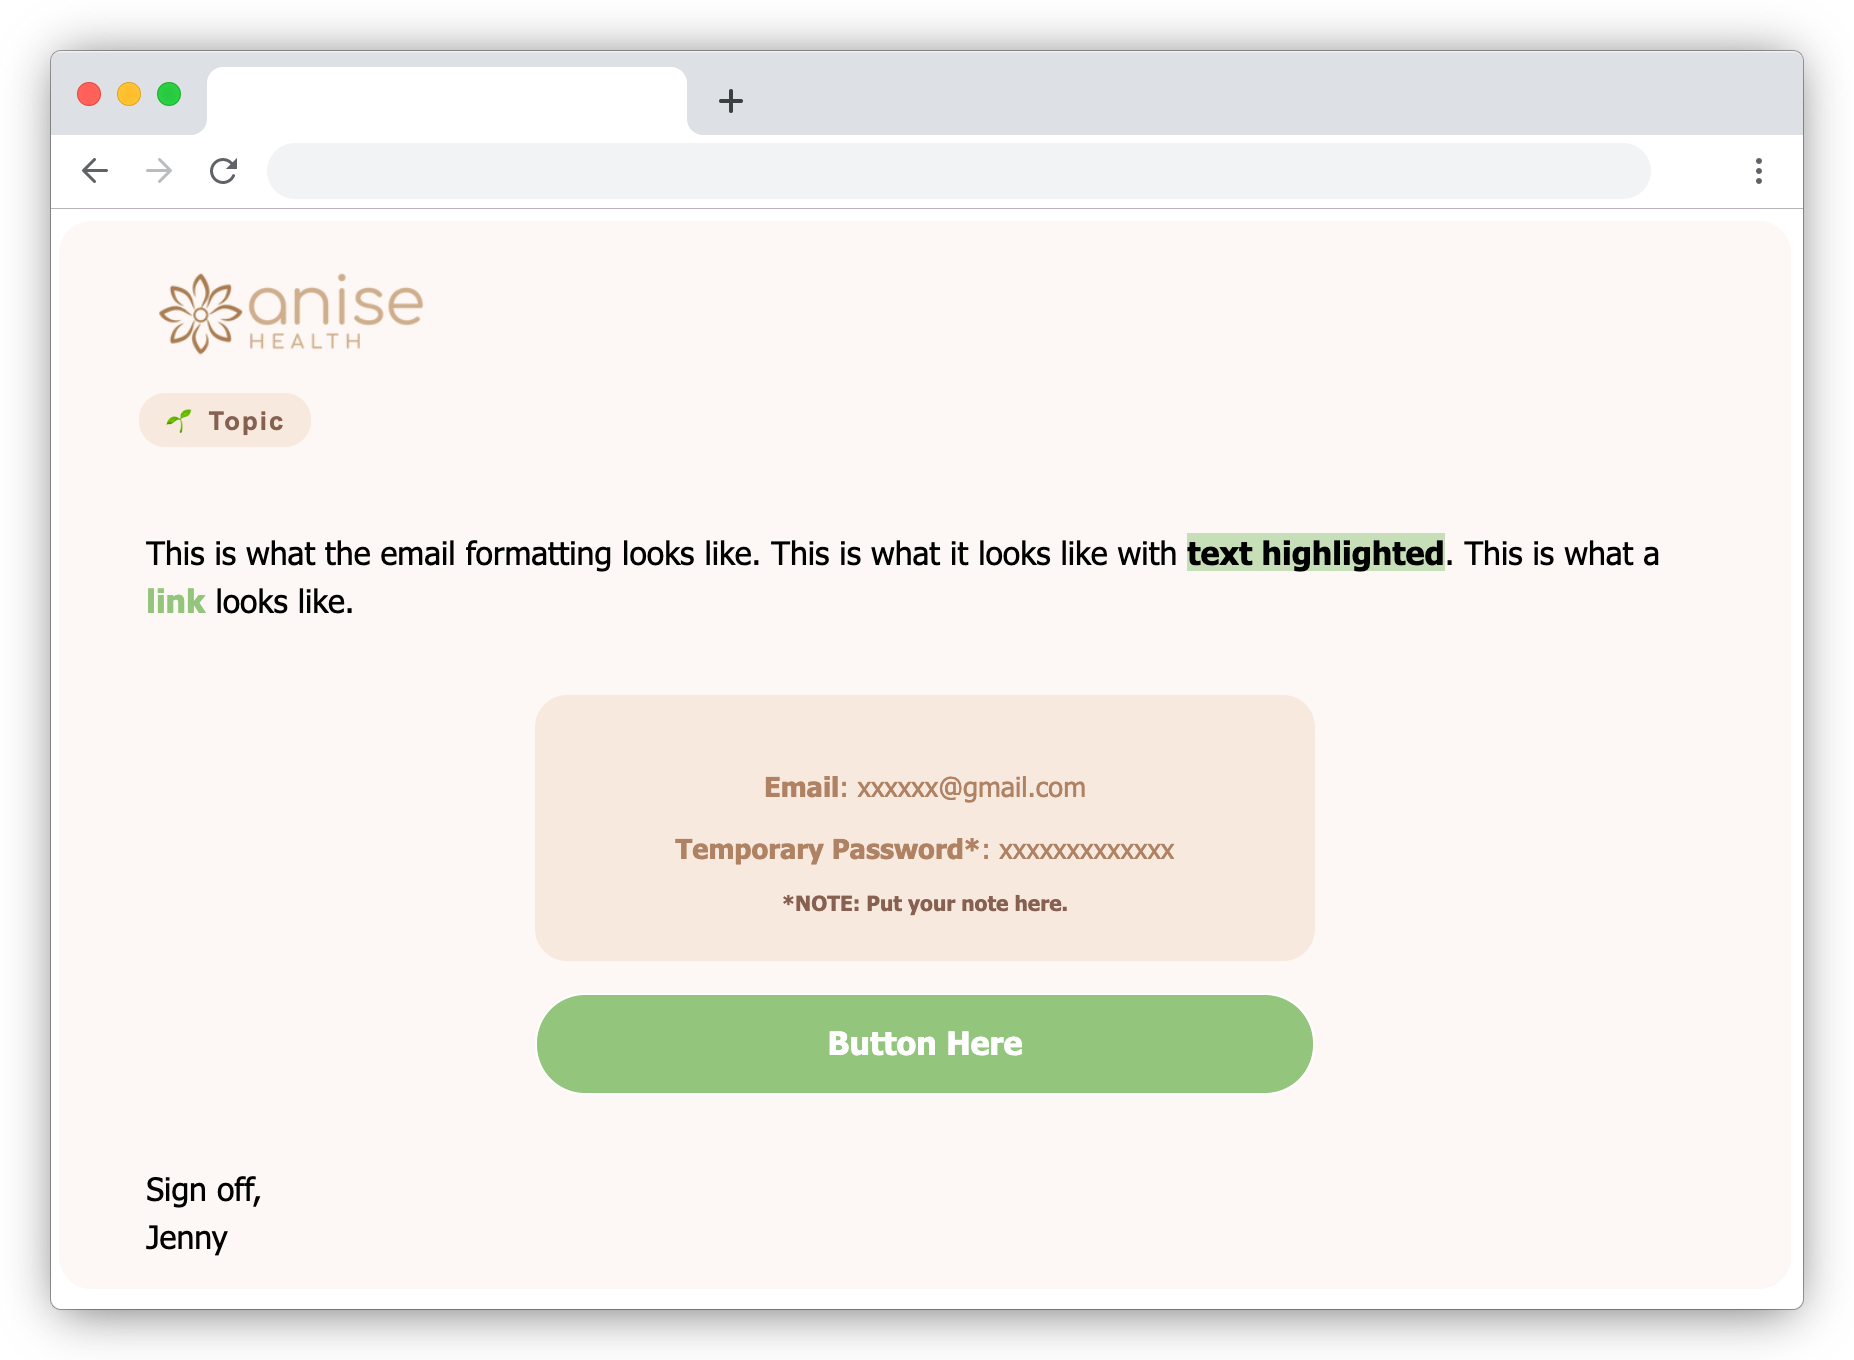 anise
HEALTH
🌱 Topic
This is what the email formatting looks like. This is what it looks like with text highlighted. This is what a
link looks like.
Email: xxxxxx@gmail.com
Temporary Password*: xxxxxxxxxxxxx
*NOTE: Put your note here.
Button Here
Sign off,
Jenny